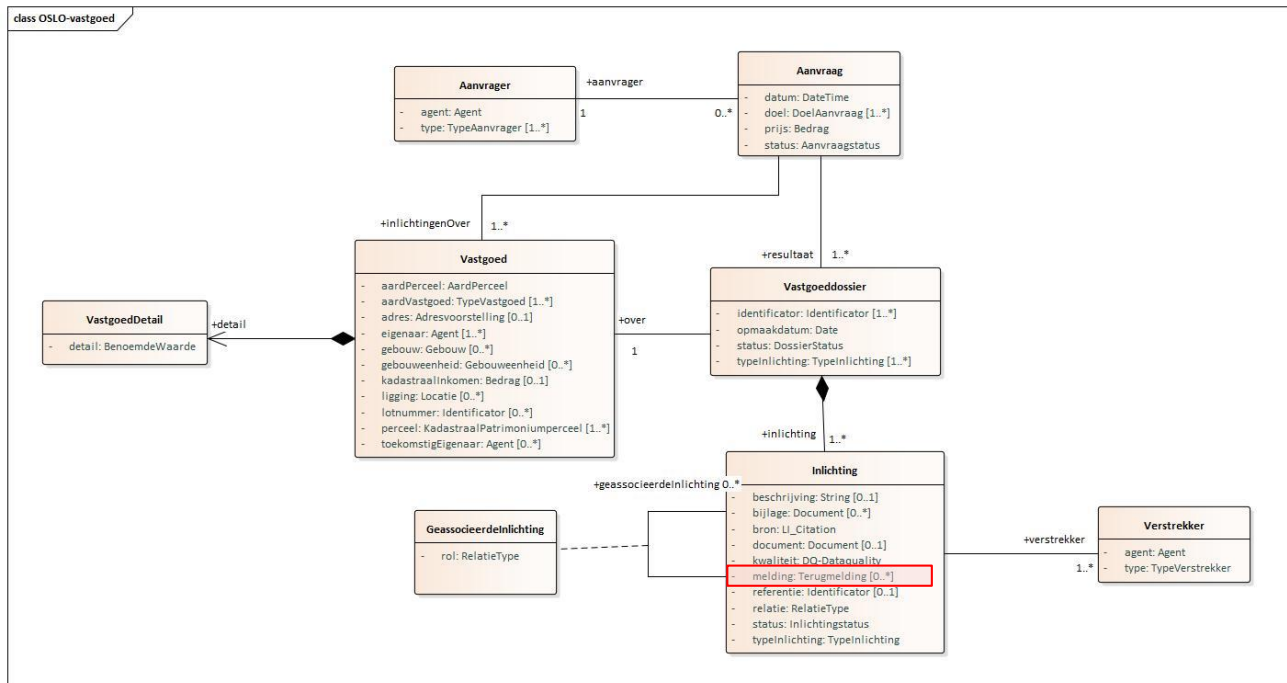 class OSLO-vastgoed
Aanvrager
- agent: Agent
- type: TypeAanvrager [1..*]
+aanvrager
1
0..*
Aanvraag
- datum: DateTime
- doel: DoelAanvraag [1..*]
- prijs: Bedrag
- status: Aanvraagstatus
+inlichtingenOver
1..*
+resultaat
1..*
VastgoedDetail
- detail: BenoemdeWaarde
+detail
Vastgoed
- aardPerceel: AardPerceel
- aardVastgoed: TypeVastgoed [1..*]
- adres: Adresvoorstelling [0..1]
- eigenaar: Agent [1..*]
- gebouw: Gebouw [0..*]
- gebouweenheid: Gebouweenheid [0..*]
- kadastraalInkomen: Bedrag [0..1]
- ligging: Locatie [0..*]
- lotnummer: Identificator [0..*]
- perceel: KadastraalPatrimoniumperceel [1..*]
- toekomstigEigenaar: Agent [0..*]
+over
1
Vastgoeddossier
- identificator: Identificator [1..*]
- opmaakdatum: Date
- status: DossierStatus
- typeInlichting: TypeInlichting [1..*]
+inlichting
1..*
+geassocieerdeInlichting 0..*
GeassocieerdeInlichting
- rol: RelatieType
Inlichting
- beschrijving: String [0..1]
- bijlage: Document [0..*]
- bron: LI_Citation
- document: Document [0..1]
- kwaliteit: DQ-Dataquality
- melding: Terugmelding [0..*]
- referentie: Identificator [0..1]
- relatie: RelatieType
- status: Inlichtingstatus
- typeInlichting: TypeInlichting
+verstrekker
1..*
Verstrekker
- agent: Agent
- type: TypeVerstrekker